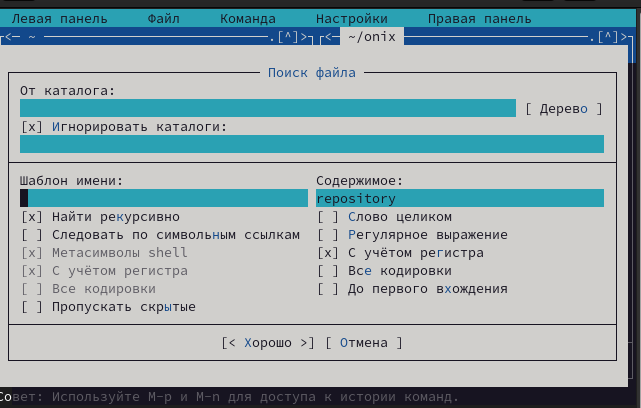 Левая панель Файл Команда Настройки Правая панель
<─ ~ ─ .[^]> <─ ~/onix .[^]>
Поиск файла
От каталога:
[ Дерево ]
[x] Игнорировать каталоги:
Шаблон имени: Содержимое:
repository
[x] Найти рекурсивно [ ] Слово целиком
[ ] Следовать по символьным ссылкам [ ] Регулярное выражение
[x] Метасимволы shell [x] С учётом регистра
[x] С учётом регистра [ ] Все кодировки
[ ] Все кодировки [ ] До первого вхождения
[ ] Пропускать скрытые
[< Хорошо >] [ Отмена ]
Совет: Используйте M-p и M-n для доступа к истории команд.